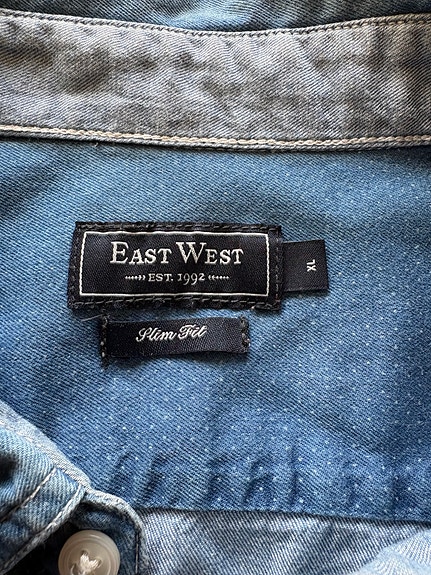 East West
EST. 1992
XL
Slim Fit